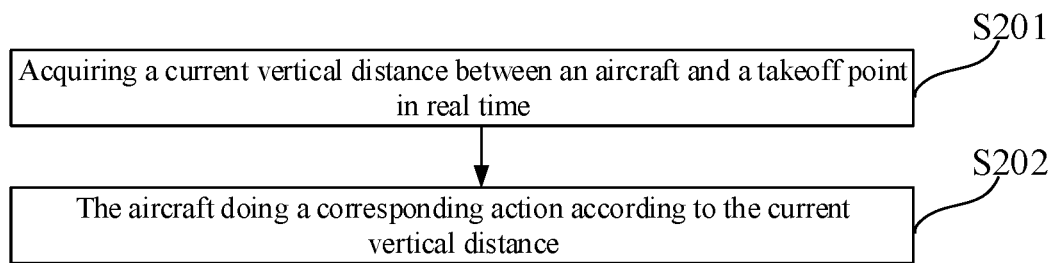 S201
Acquiring a current vertical distance between an aircraft and a takeoff point
in real time
S202
The aircraft doing a corresponding action according to the current
vertical distance